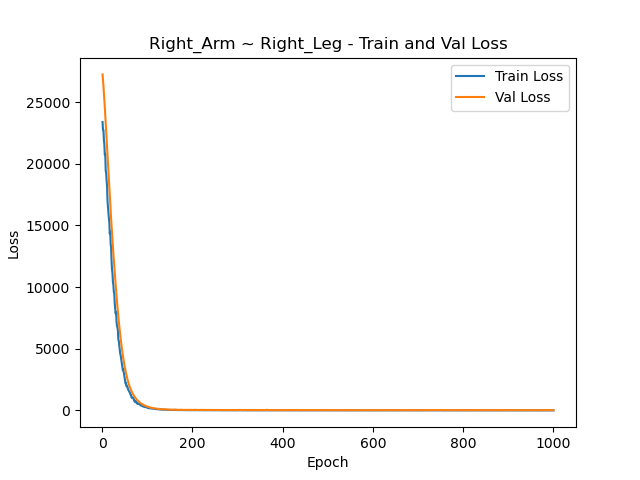 Right_Arm ~ Right_Leg - Train and Val Loss
Train Loss
Val Loss
Loss
25000
20000
15000
10000
5000
0
0 200 400 600 800 1000
Epoch